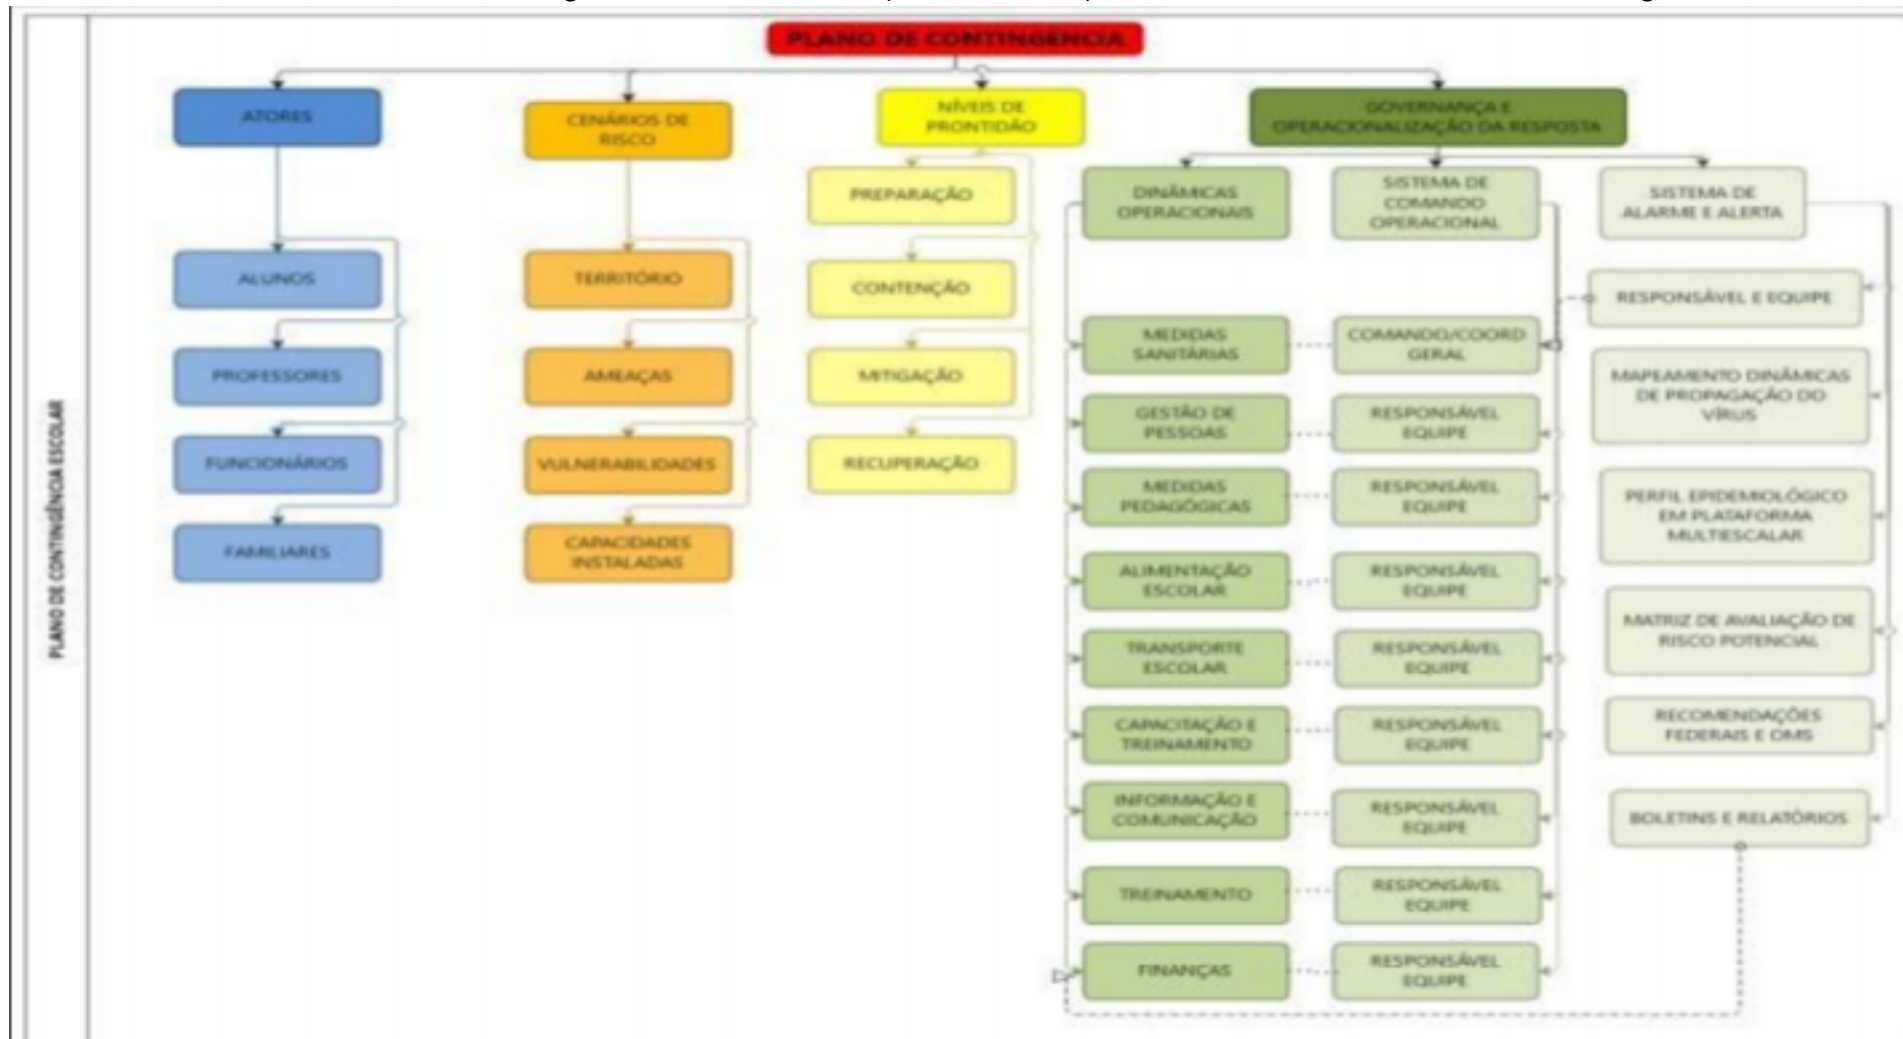 PLANO DE CONTINGENCIA
ATORES
CENÁRIOS DE
RISCO
NÍVEIS DE
PRONTIDÃO
GOVERNANÇA E
OPERACIONALIZAÇÃO DA RESPOSTA
PREPARAÇÃO
CONTENÇÃO
MITIGAÇÃO
RECUPERAÇÃO
ALUNOS
PROFESSORES
FUNCIONÁRIOS
FAMILIARES
TERRITÓRIO
AMEAÇAS
VULNERABILIDADES
CAPACIDADES
INSTALADAS
DINÂMICAS
OPERACIONAIS
MEDIDAS
SANITÁRIAS
GESTÃO DE
PESSOAS
MEDIDAS
PEDAGÓGICAS
ALIMENTAÇÃO
ESCOLAR
TRANSPORTE
ESCOLAR
CAPACITAÇÃO E
TREINAMENTO
INFORMAÇÃO E
COMUNICAÇÃO
TREINAMENTO
FINANÇAS
SISTEMA DE
COMANDO
OPERACIONAL
COMANDO/COORD
GERAL
RESPONSÁVEL
EQUIPE
RESPONSÁVEL
EQUIPE
RESPONSÁVEL
EQUIPE
RESPONSÁVEL
EQUIPE
RESPONSÁVEL
EQUIPE
RESPONSÁVEL
EQUIPE
RESPONSÁVEL
EQUIPE
RESPONSÁVEL
EQUIPE
SISTEMA DE
ALARME E ALERTA
RESPONSÁVEL E EQUIPE
MAPEAMENTO DINÂMICAS
DE PROPAGAÇÃO DO
VÍRUS
PERFIL EPIDEMIOLÓGICO
EM PLATAFORMA
MULTIESCALAR
MATRIZ DE AVALIAÇÃO DE
RISCO POTENCIAL
RECOMENDAÇÕES
FEDERAIS E OMS
BOLETINS E RELATÓRIOS
PLANO DE CONTINGÊNCIA ESCOLAR